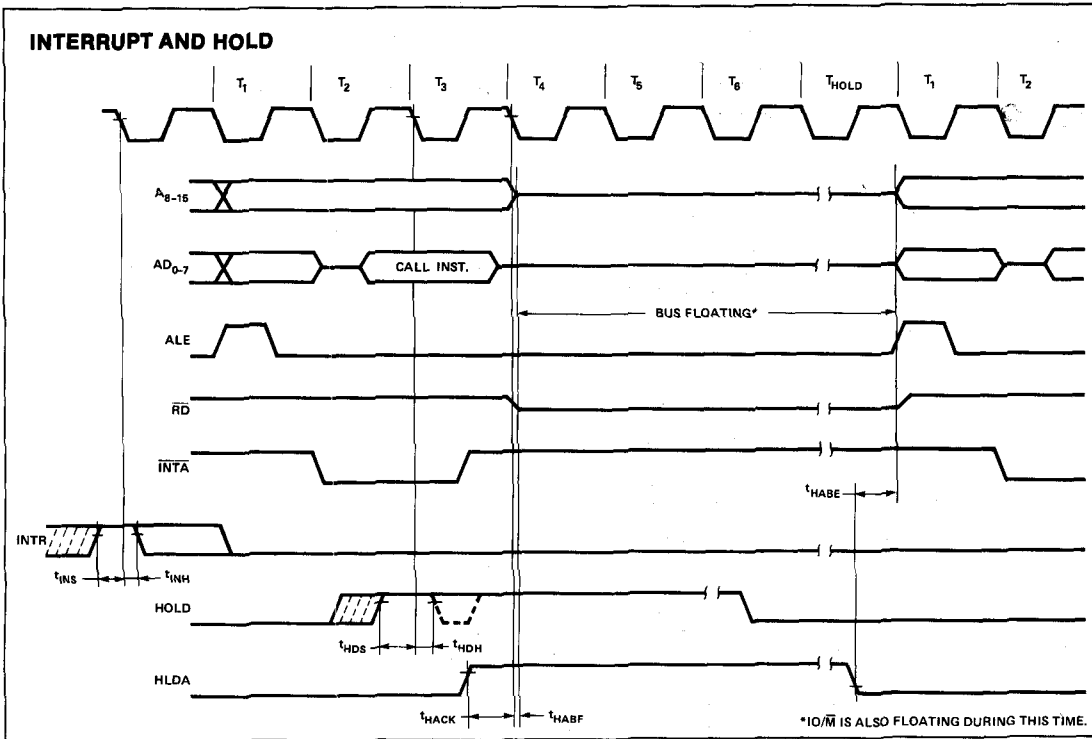 INTERRUPT AND HOLD
T1 T2 T3 T4 T5 T6 THOLD T1 T2
A8–15
AD0–7
CALL INST.
BUS FLOATING*
ALE
RD
INTA
tHABE
INTR
tINS tINH
HOLD
tHDS tHDH
HLDA
tHACK tHABF
*IO/M IS ALSO FLOATING DURING THIS TIME.